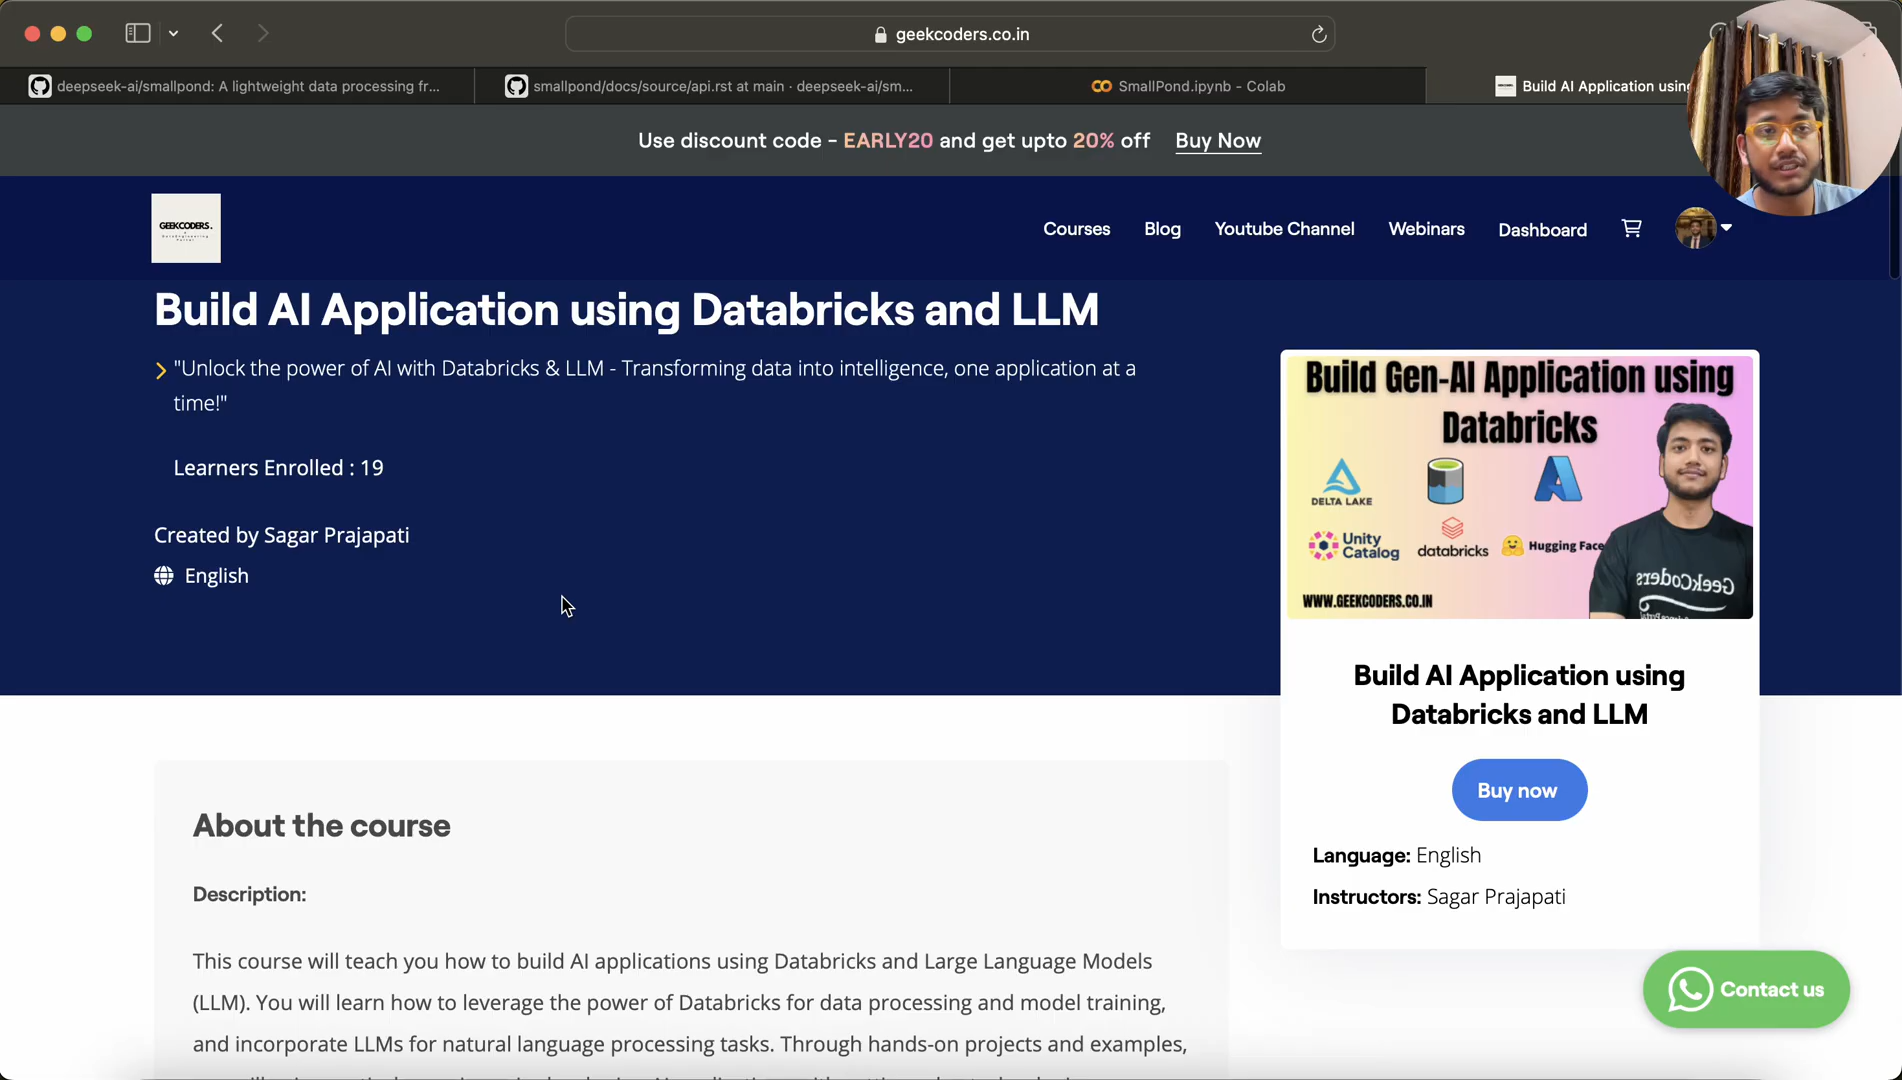 geekcoders.co.in
deepseek-ai/smallpond: A lightweight data processing fr...
smallpond/docs/source/api.rst at main · deepseek-ai/sm...
SmallPond.ipynb - Colab
Build AI Application using
Use discount code - EARLY20 and get upto 20% off Buy Now
GEEKCODERS.
Courses Blog Youtube Channel Webinars Dashboard
Build AI Application using Databricks and LLM
"Unlock the power of AI with Databricks & LLM - Transforming data into intelligence, one application at a
time!"
Learners Enrolled : 19
Created by Sagar Prajapati
English
Build Gen-AI Application using
Databricks
DELTA LAKE
Unity
Catalog
databricks
Hugging Face
GeekCoders
WWW.GEEKCODERS.CO.IN
Build AI Application using
Databricks and LLM
Buy now
Language: English
Instructors: Sagar Prajapati
About the course
Description:
This course will teach you how to build AI applications using Databricks and Large Language Models
(LLM). You will learn how to leverage the power of Databricks for data processing and model training,
and incorporate LLMs for natural language processing tasks. Through hands-on projects and examples,
Contact us